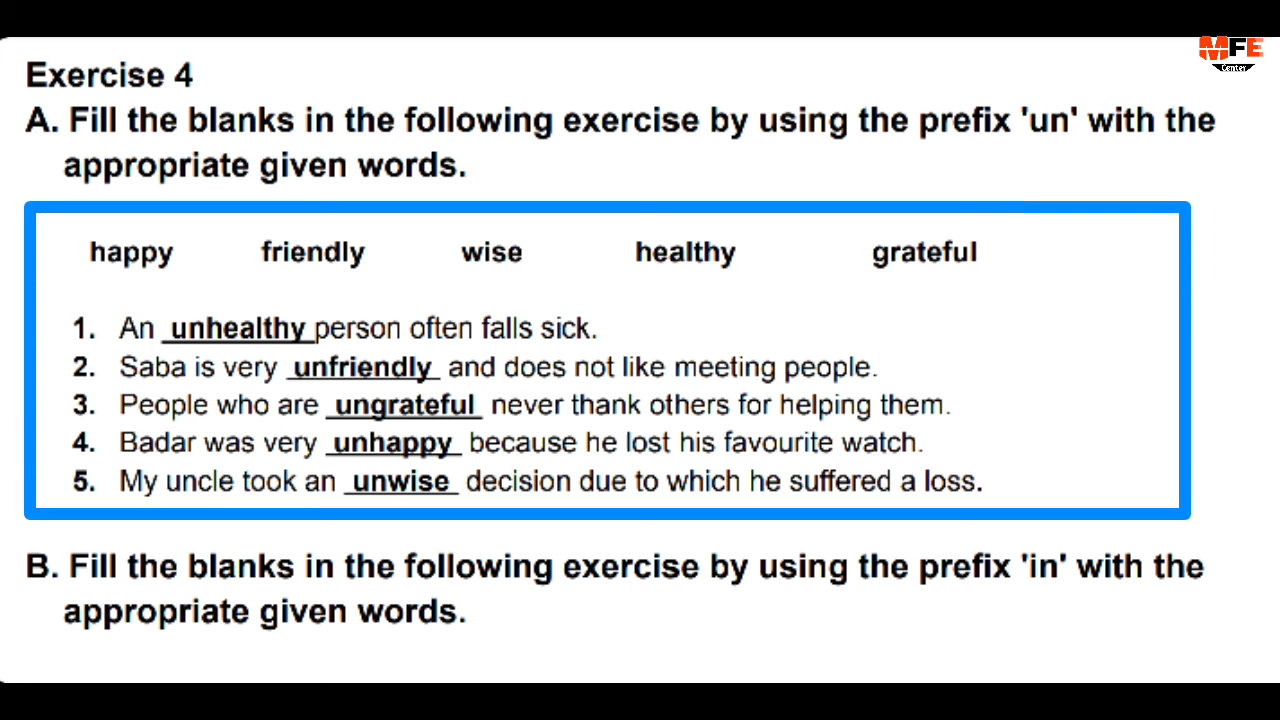 MFE
Center
Exercise 4
A. Fill the blanks in the following exercise by using the prefix 'un' with the
appropriate given words.
happy friendly wise healthy grateful
1. An unhealthy person often falls sick.
2. Saba is very unfriendly and does not like meeting people.
3. People who are ungrateful never thank others for helping them.
4. Badar was very unhappy because he lost his favourite watch.
5. My uncle took an unwise decision due to which he suffered a loss.
B. Fill the blanks in the following exercise by using the prefix 'in' with the
appropriate given words.